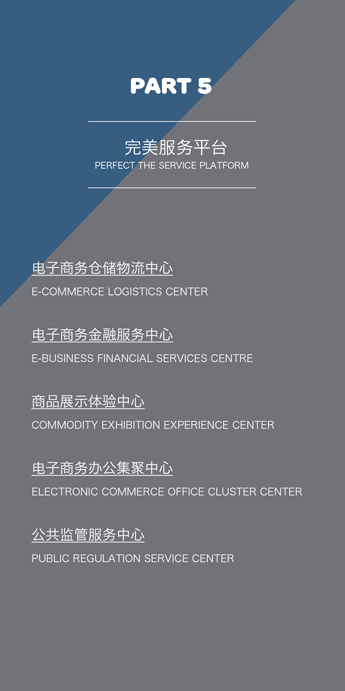 PART 5
完美服务平台
PERFECT THE SERVICE PLATFORM
电子商务仓储物流中心
E-COMMERCE LOGISTICS CENTER
电子商务金融服务中心
E-BUSINESS FINANCIAL SERVICES CENTRE
商品展示体验中心
COMMODITY EXHIBITION EXPERIENCE CENTER
电子商务办公集聚中心
ELECTRONIC COMMERCE OFFICE CLUSTER CENTER
公共监管服务中心
PUBLIC REGULATION SERVICE CENTER